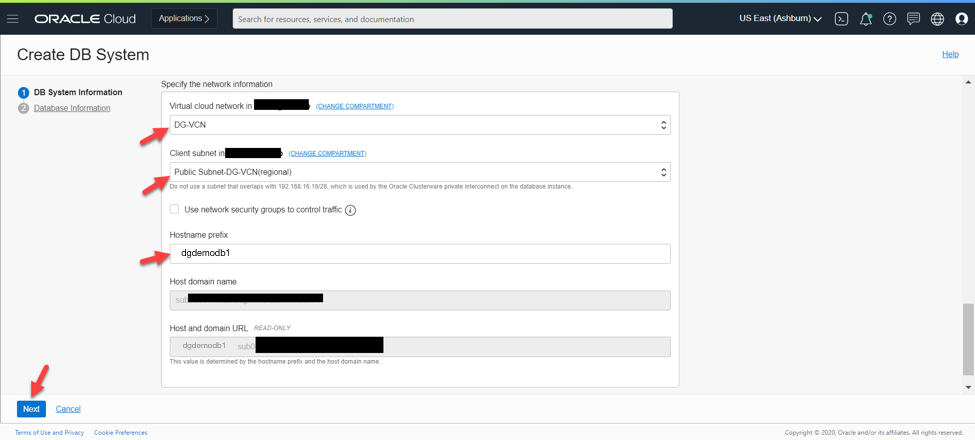 ORACLE Cloud
Applications
Search for resources, services, and documentation
US East (Ashburn)
Create DB System
Help
1 DB System Information
2 Database Information
Specify the network information
Virtual cloud network in (CHANGE COMPARTMENT)
DG-VCN
Client subnet in (CHANGE COMPARTMENT)
Public Subnet-DG-VCN(regional)
Do not use a subnet that overlaps with 192.168.16.16/28, which is used by the Oracle Clusterware private interconnect on the database instance.
Use network security groups to control traffic
Hostname prefix
dgdemodb1
Host domain name
sub
Host and domain URL READ-ONLY
dgdemodb1 sub0
This value is determined by the hostname prefix and the host domain name.
Next
Cancel
Terms of Use and Privacy
Cookie Preferences
Copyright © 2020, Oracle and/or its affiliates. All rights reserved.